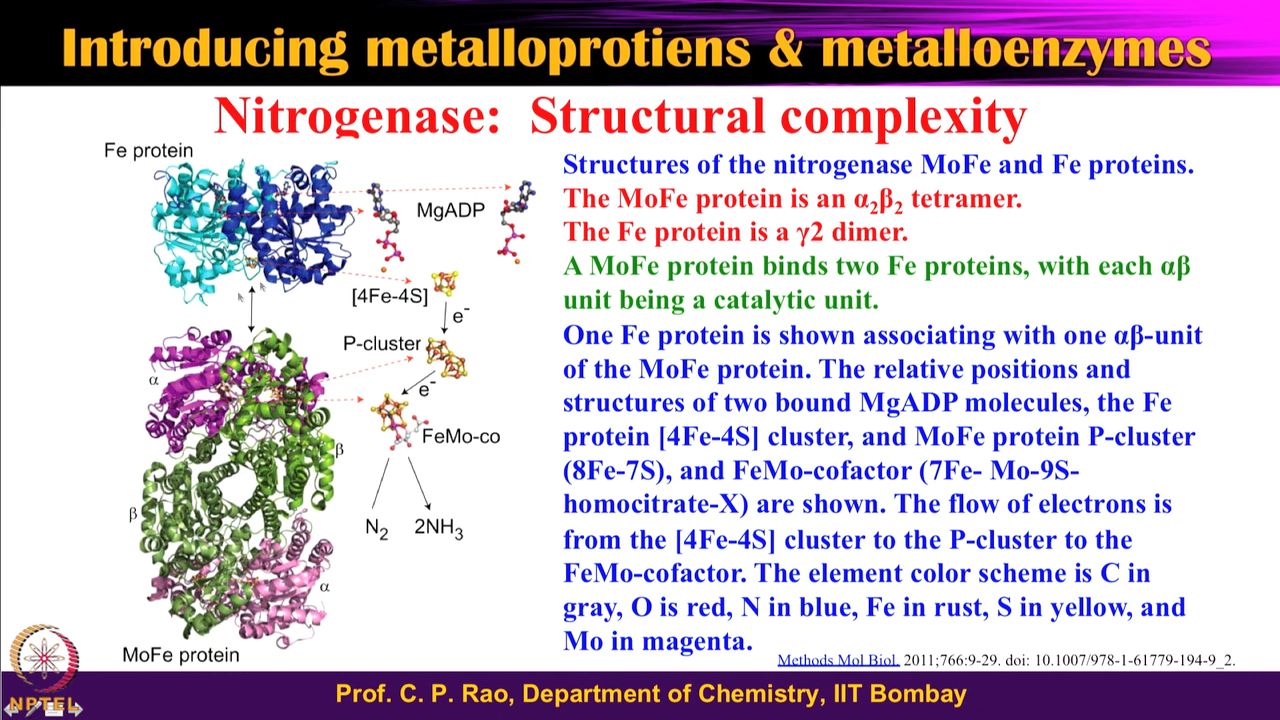 Introducing metalloprotiens & metalloenzymes
Nitrogenase: Structural complexity
Fe protein
MgADP
[4Fe-4S]
e⁻
P-cluster
e⁻
α
FeMo-co
β
β
N₂ 2NH₃
α
MoFe protein
Structures of the nitrogenase MoFe and Fe proteins.
The MoFe protein is an α₂β₂ tetramer.
The Fe protein is a γ2 dimer.
A MoFe protein binds two Fe proteins, with each αβ
unit being a catalytic unit.
One Fe protein is shown associating with one αβ-unit
of the MoFe protein. The relative positions and
structures of two bound MgADP molecules, the Fe
protein [4Fe-4S] cluster, and MoFe protein P-cluster
(8Fe-7S), and FeMo-cofactor (7Fe- Mo-9S-
homocitrate-X) are shown. The flow of electrons is
from the [4Fe-4S] cluster to the P-cluster to the
FeMo-cofactor. The element color scheme is C in
gray, O is red, N in blue, Fe in rust, S in yellow, and
Mo in magenta.
Methods Mol Biol. 2011;766:9-29. doi: 10.1007/978-1-61779-194-9_2.
NPTEL
Prof. C. P. Rao, Department of Chemistry, IIT Bombay